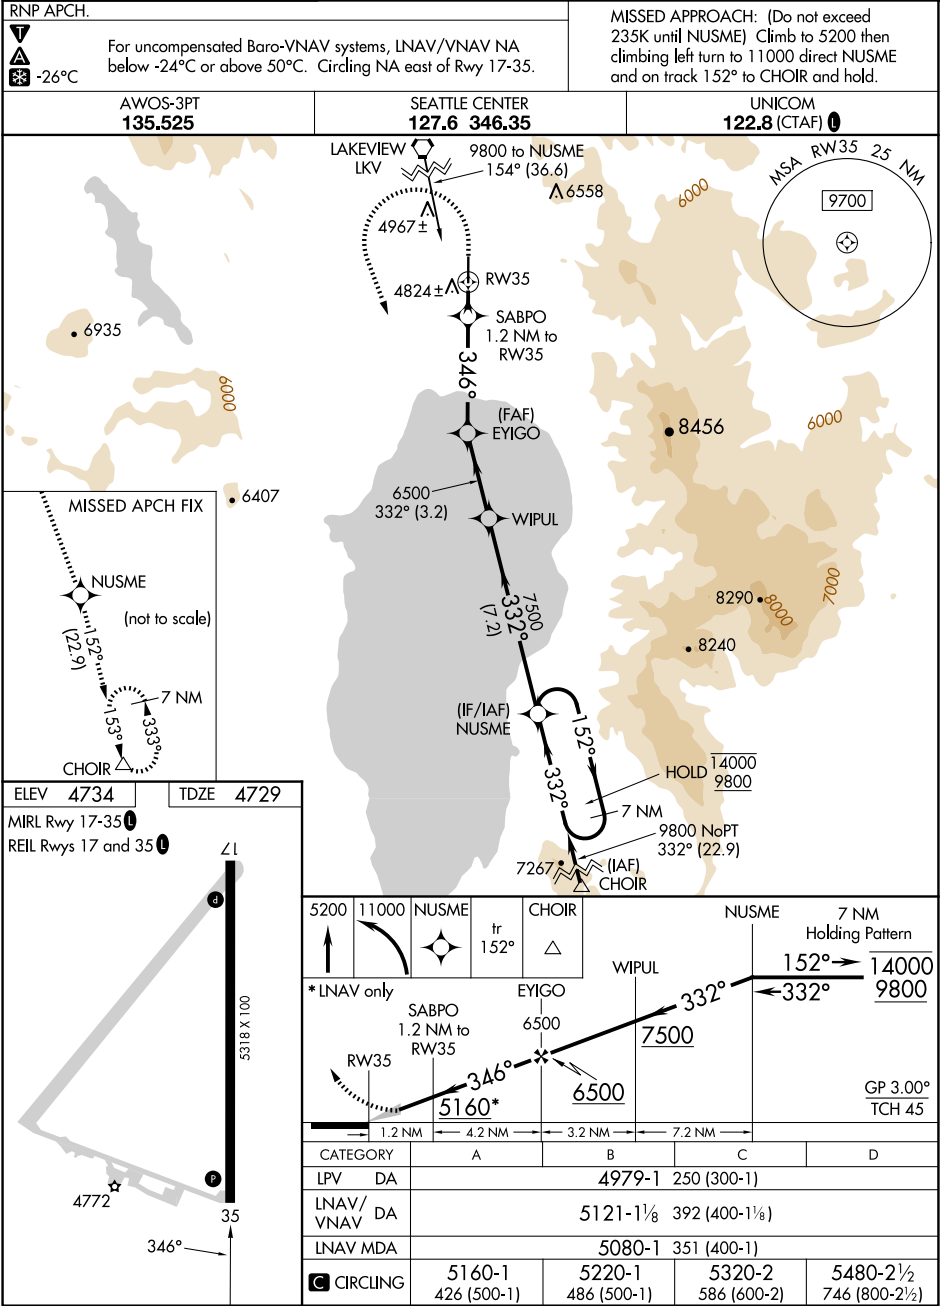 RNP APCH.
T
A
-26°C
For uncompensated Baro-VNAV systems, LNAV/VNAV NA
below -24°C or above 50°C. Circling NA east of Rwy 17-35.
MISSED APPROACH: (Do not exceed
235K until NUSME) Climb to 5200 then
climbing left turn to 11000 direct NUSME
and on track 152° to CHOIR and hold.
AWOS-3PT
135.525
SEATTLE CENTER
127.6 346.35
UNICOM
122.8 (CTAF) L
LAKEVIEW
LKV
9800 to NUSME
154° (36.6)
6558
6000
MSA RW35 25 NM
9700
4967±
4824±
RW35
SABPO
1.2 NM to
RW35
6935
6000
346°
(FAF)
EYIGO
8456
6000
6407
6500
332° (3.2)
WIPUL
MISSED APCH FIX
NUSME
(not to scale)
152°
(22.9)
7 NM
153°
333°
CHOIR
7500
332°
(7.2)
8290
8000
7000
8240
(IF/IAF)
NUSME
152°
332°
HOLD
14000
9800
7 NM
9800 NoPT
332° (22.9)
7267
(IAF)
CHOIR
ELEV 4734
TDZE 4729
MIRL Rwy 17-35 L
REIL Rwys 17 and 35 L
17
P
5318 X 100
P
4772
35
346°
5200
11000
NUSME
tr
152°
CHOIR
NUSME
7 NM
Holding Pattern
152°
14000
332°
9800
* LNAV only
WIPUL
EYIGO
6500
332°
7500
SABPO
1.2 NM to
RW35
RW35
346°
6500
5160*
GP 3.00°
TCH 45
1.2 NM
4.2 NM
3.2 NM
7.2 NM
CATEGORY A B C D
LPV DA 4979-1 250 (300-1)
LNAV/
VNAV DA 5121-1⅛ 392 (400-1⅛)
LNAV MDA 5080-1 351 (400-1)
C CIRCLING 5160-1 5220-1 5320-2 5480-2½
426 (500-1) 486 (500-1) 586 (600-2) 746 (800-2½)